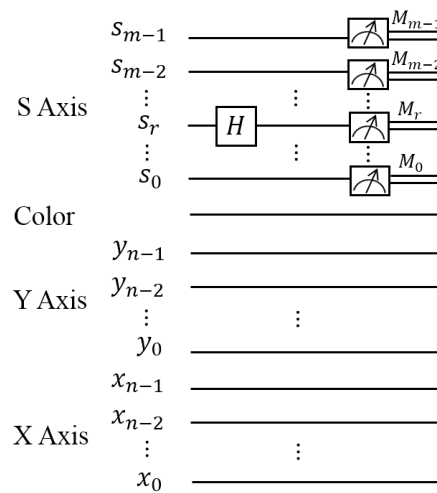 s_{m-1} M_{m-1}
s_{m-2} M_{m-2}
⋮ ⋮ ⋮
S Axis s_r H M_r
⋮ ⋮ ⋮
s_0 M_0
Color
y_{n-1}
y_{n-2}
Y Axis ⋮ ⋮
y_0
x_{n-1}
x_{n-2}
X Axis ⋮ ⋮
x_0